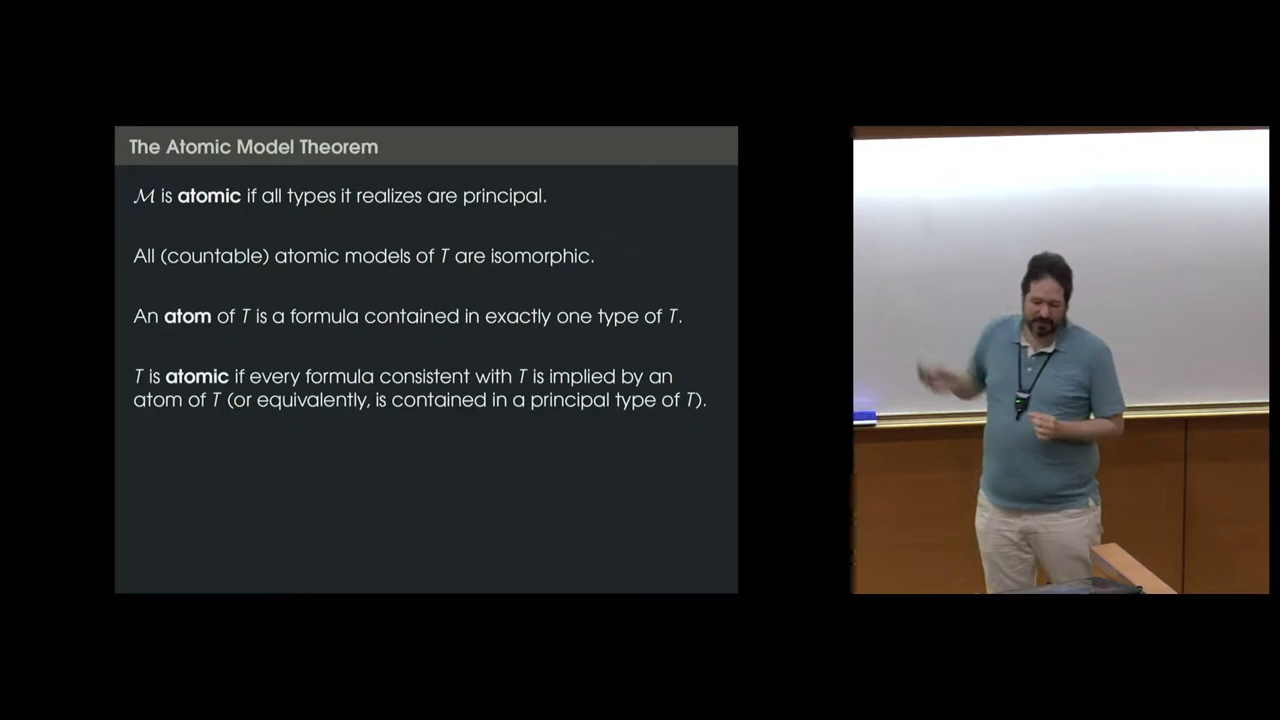 The Atomic Model Theorem
ℳ is atomic if all types it realizes are principal.
All (countable) atomic models of T are isomorphic.
An atom of T is a formula contained in exactly one type of T.
T is atomic if every formula consistent with T is implied by an
atom of T (or equivalently, is contained in a principal type of T).